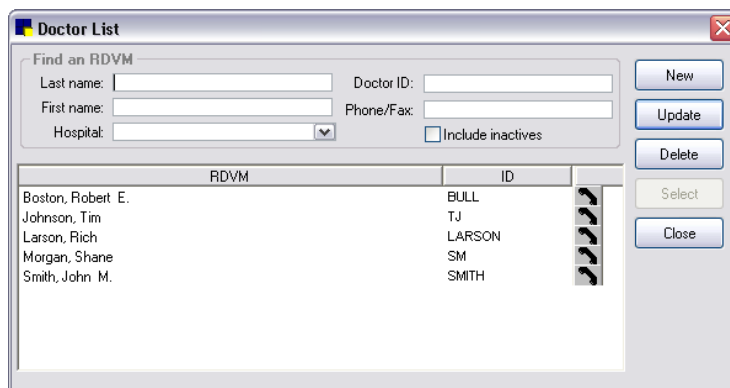 Doctor List
Find an RDVM
Last name: Doctor ID:
First name: Phone/Fax:
Hospital: Include inactives
New
Update
Delete
Select
Close
RDVM ID
Boston, Robert E. BULL
Johnson, Tim TJ
Larson, Rich LARSON
Morgan, Shane SM
Smith, John M. SMITH